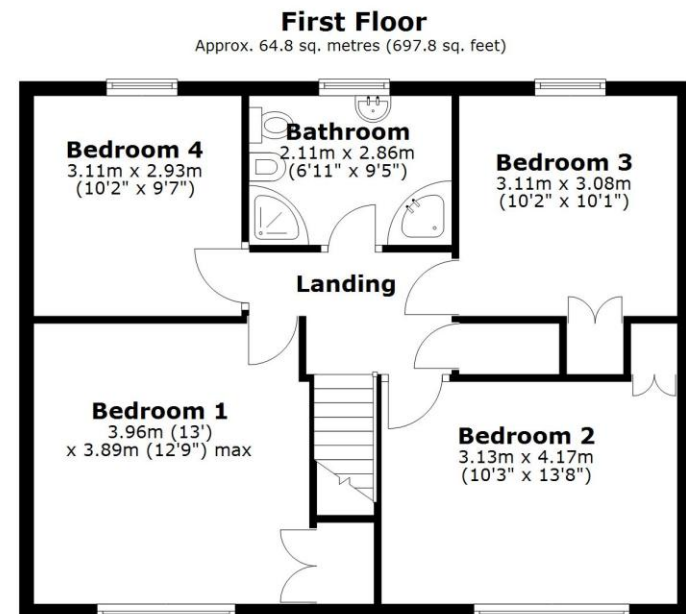 First Floor
Approx. 64.8 sq. metres (697.8 sq. feet)
Bedroom 4
3.11m x 2.93m
(10'2" x 9'7")
Bathroom
2.11m x 2.86m
(6'11" x 9'5")
Bedroom 3
3.11m x 3.08m
(10'2" x 10'1")
Landing
Bedroom 1
3.96m (13')
x 3.89m (12'9") max
Bedroom 2
3.13m x 4.17m
(10'3" x 13'8")